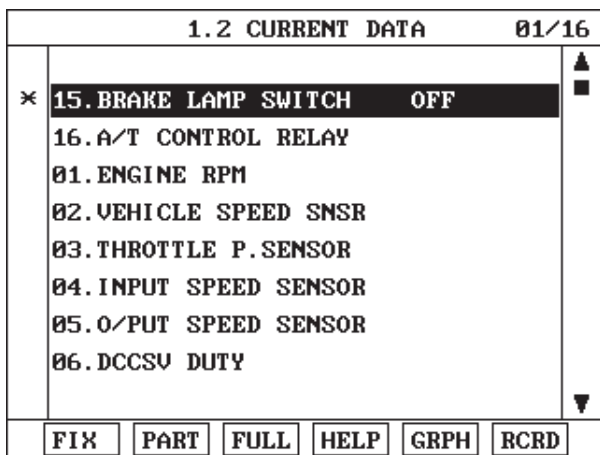 1.2 CURRENT DATA 01/16
* 15.BRAKE LAMP SWITCH OFF
16.A/T CONTROL RELAY
01.ENGINE RPM
02.VEHICLE SPEED SNSR
03.THROTTLE P.SENSOR
04.INPUT SPEED SENSOR
05.O/PUT SPEED SENSOR
06.DCCSV DUTY
FIX PART FULL HELP GRPH RCRD